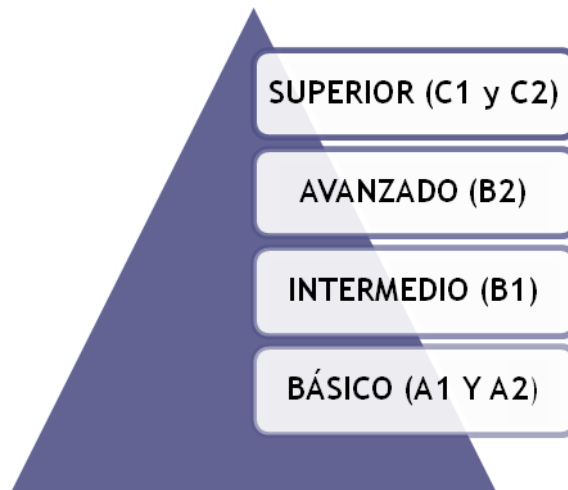 SUPERIOR (C1 y C2)
AVANZADO (B2)
INTERMEDIO (B1)
BÁSICO (A1 Y A2)